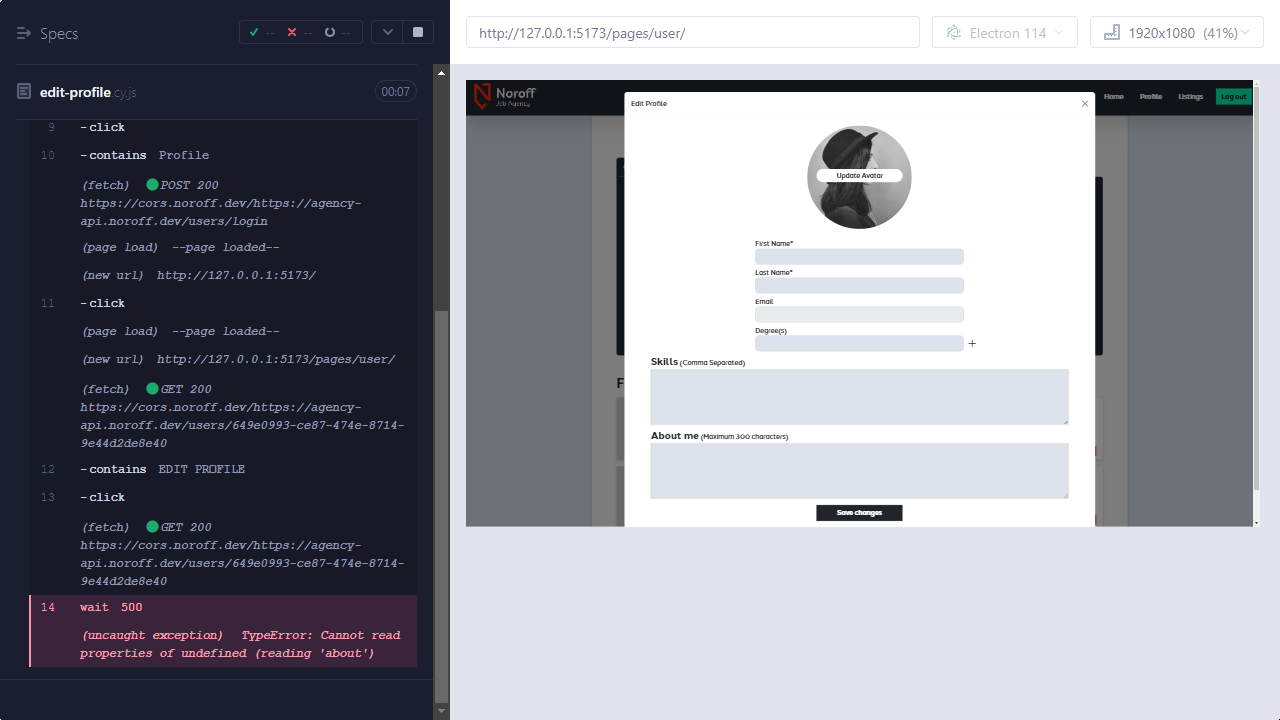 Specs
-- -- --
edit-profile.cy.js 00:07
9 -click
10 -contains Profile
(fetch) POST 200
https://cors.noroff.dev/https://agency-
api.noroff.dev/users/login
(page load) --page loaded--
(new url) http://127.0.0.1:5173/
11 -click
(page load) --page loaded--
(new url) http://127.0.0.1:5173/pages/user/
(fetch) GET 200
https://cors.noroff.dev/https://agency-
api.noroff.dev/users/649e0993-ce87-474e-8714-
9e44d2de8e40
12 -contains EDIT PROFILE
13 -click
(fetch) GET 200
https://cors.noroff.dev/https://agency-
api.noroff.dev/users/649e0993-ce87-474e-8714-
9e44d2de8e40
14 wait 500
(uncaught exception) TypeError: Cannot read
properties of undefined (reading 'about')
http://127.0.0.1:5173/pages/user/
Electron 114
1920x1080 (41%)
Noroff
Job Agency
Home Profile Listings Log out
Edit Profile
Update Avatar
First Name*
Last Name*
Email
Degree(s)
+
Skills (Comma Separated)
F
About me (Maximum 300 characters)
Save changes